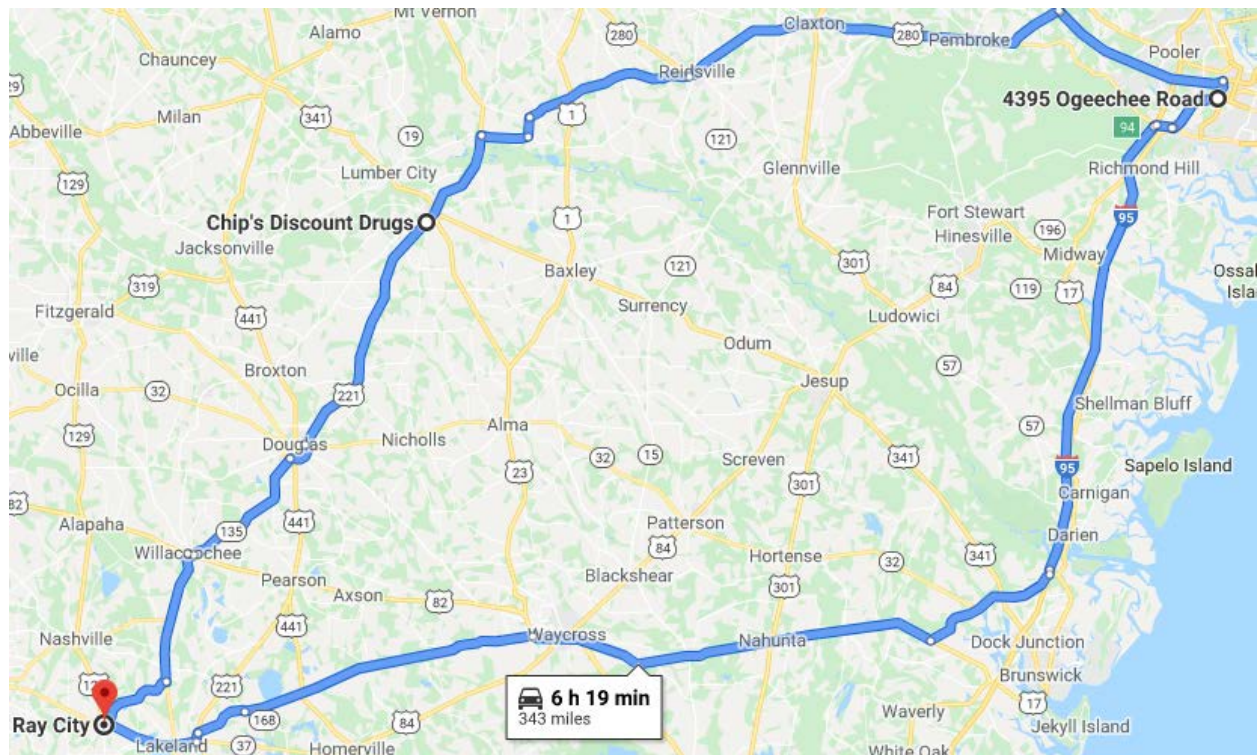 Mt Vernon
Alamo
Chauncey
280
Claxton
280
Pembroke
Pooler
Reidsville
29
4395 Ogeechee Road
Milan
341
1
94
Abbeville
19
121
129
Lumber City
Glennville
Richmond Hill
Chip's Discount Drugs
1
Fort Stewart
95
Hinesville
196
Jacksonville
Midway
Baxley
121
301
319
84
119
17
Ossab
Islan
Fitzgerald
441
Surrency
Ludowici
ville
Odum
Broxton
57
Ocilla
32
221
Jesup
Shellman Bluff
129
Douglas
Nicholls
Alma
57
32
15
Screven
341
95
Sapelo Island
23
301
Carnigan
82
Alapaha
441
Patterson
135
Darien
Willacoochee
84
Hortense
341
Blackshear
32
Pearson
301
Axson
82
Nashville
441
Waycross
Nahunta
Dock Junction
221
6 h 19 min
343 miles
Brunswick
Ray City
168
84
17
Waverly
Jekyll Island
Lakeland
37
Homerville
White Oak